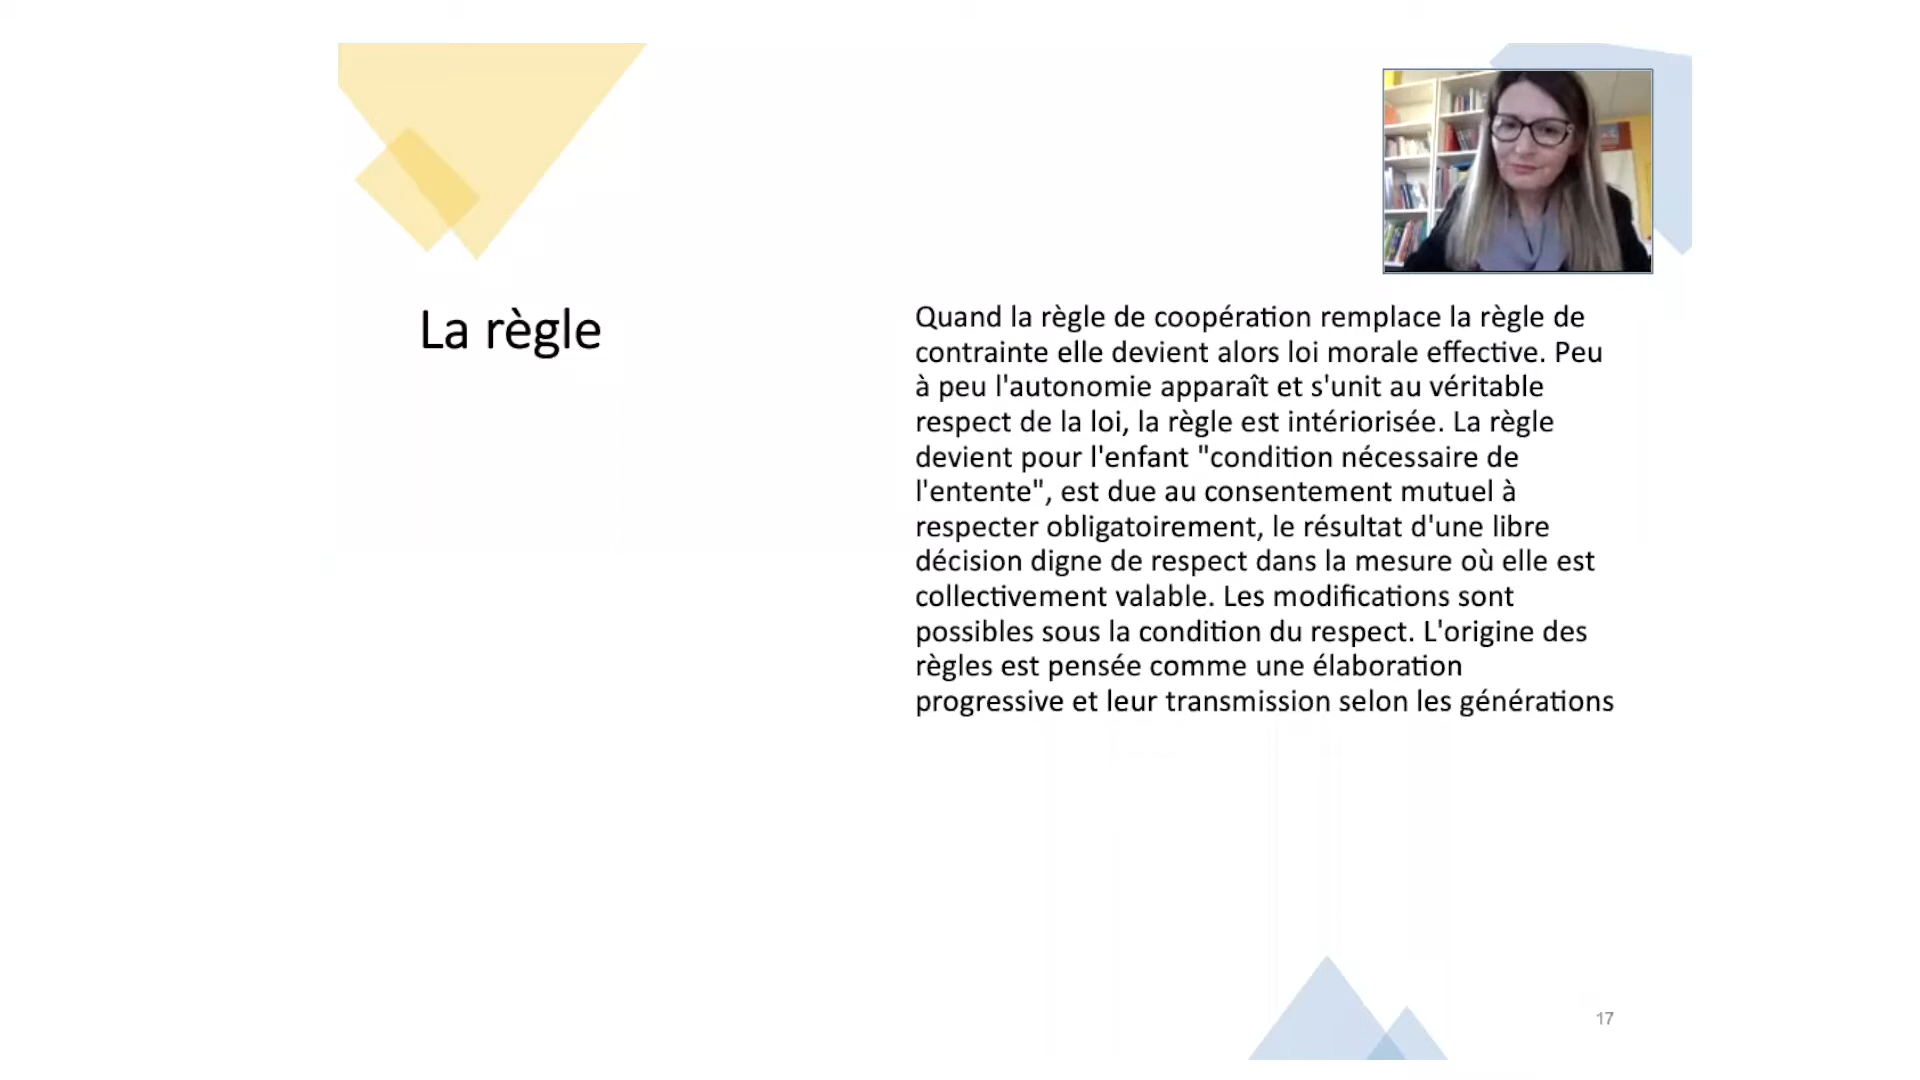 La règle
Quand la règle de coopération remplace la règle de
contrainte elle devient alors loi morale effective. Peu
à peu l'autonomie apparaît et s'unit au véritable
respect de la loi, la règle est intériorisée. La règle
devient pour l'enfant "condition nécessaire de
l'entente", est due au consentement mutuel à
respecter obligatoirement, le résultat d'une libre
décision digne de respect dans la mesure où elle est
collectivement valable. Les modifications sont
possibles sous la condition du respect. L'origine des
règles est pensée comme une élaboration
progressive et leur transmission selon les générations
17